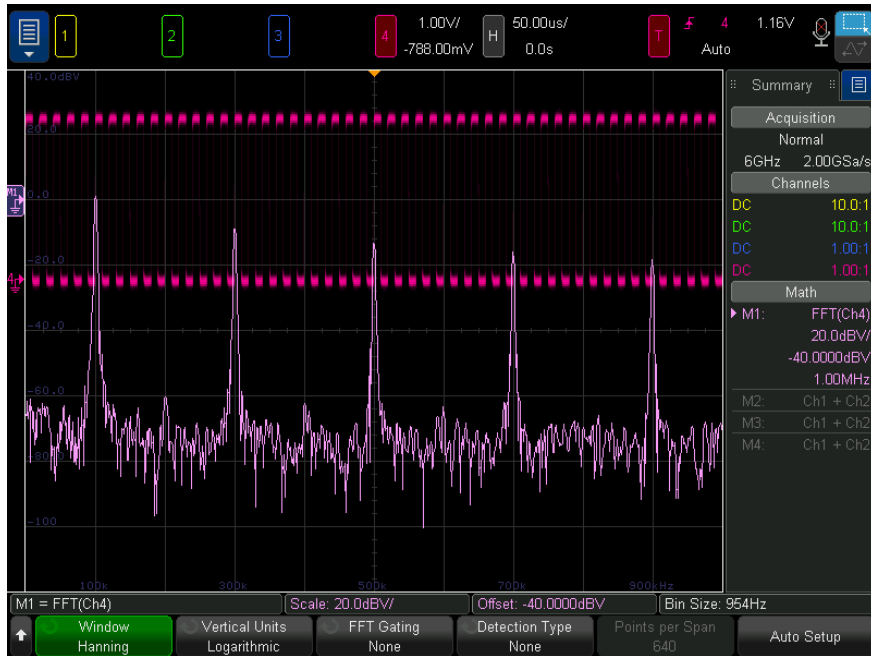 1 2 3 4 1.00V/ -788.00mV H 50.00us/ 0.0s T 4 1.16V Auto
40.0dBV
20.0
0.0
-20.0
-40.0
-60.0
-80.0
-100
M1
4
100k 300k 500k 700k 900kHz
Summary
Acquisition
Normal
6GHz 2.00GSa/s
Channels
DC 10.0:1
DC 10.0:1
DC 1.00:1
DC 1.00:1
Math
M1: FFT(Ch4)
20.0dBV/
-40.0000dBV
1.00MHz
M2: Ch1 + Ch2
M3: Ch1 + Ch2
M4: Ch1 + Ch2
M1 = FFT(Ch4) Scale: 20.0dBV/ Offset: -40.0000dBV Bin Size: 954Hz
Window Hanning
Vertical Units Logarithmic
FFT Gating None
Detection Type None
Points per Span 640
Auto Setup